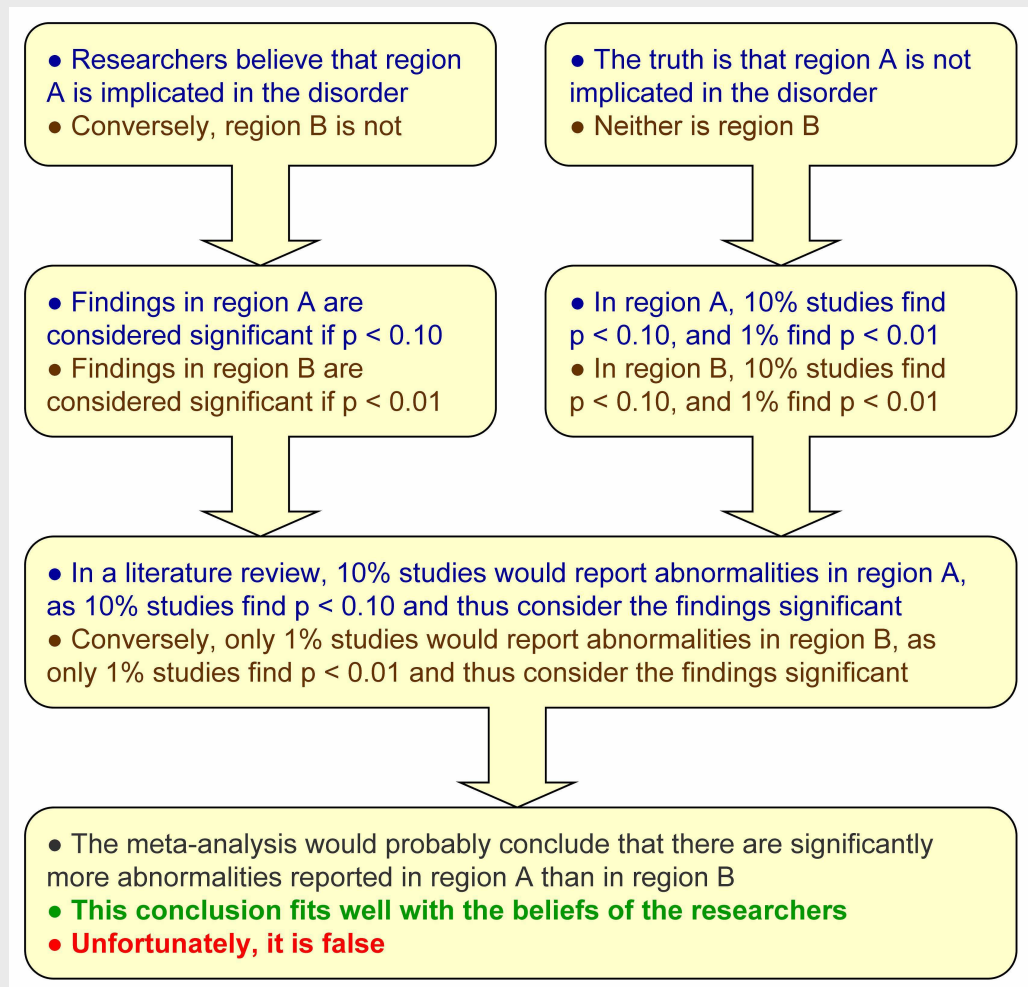 ● Researchers believe that region
A is implicated in the disorder
● Conversely, region B is not
● The truth is that region A is not
implicated in the disorder
● Neither is region B
● Findings in region A are
considered significant if p < 0.10
● Findings in region B are
considered significant if p < 0.01
● In region A, 10% studies find
p < 0.10, and 1% find p < 0.01
● In region B, 10% studies find
p < 0.10, and 1% find p < 0.01
● In a literature review, 10% studies would report abnormalities in region A,
as 10% studies find p < 0.10 and thus consider the findings significant
● Conversely, only 1% studies would report abnormalities in region B, as
only 1% studies find p < 0.01 and thus consider the findings significant
● The meta-analysis would probably conclude that there are significantly
more abnormalities reported in region A than in region B
● This conclusion fits well with the beliefs of the researchers
● Unfortunately, it is false